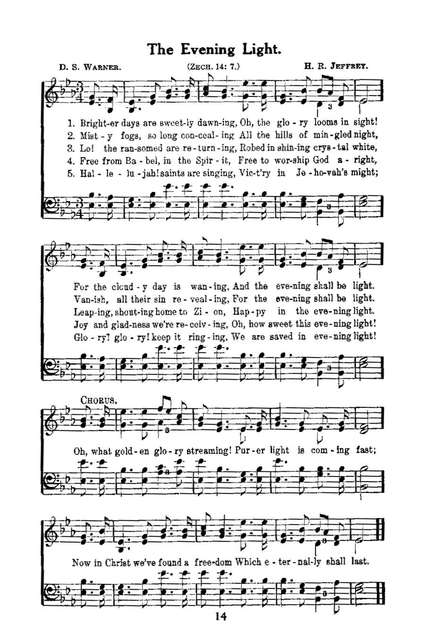 The Evening Light.
D. S. WARNER. (ZECH. 14: 7.) H. R. JEFFREY.
1. Bright-er days are sweet-ly dawn-ing, Oh, the glo-ry looms in sight!
2. Mist-y fogs, so long con-ceal-ing All the hills of min-gled night,
3. Lo! the ran-somed are re-turn-ing, Robed in shin-ing crys-tal white,
4. Free from Ba-bel, in the Spir-it, Free to wor-ship God a-right,
5. Hal-le-lu-jah! saints are singing, Vic-t'ry in Je-ho-vah's might;
For the cloud-y day is wan-ing, And the eve-ning shall be light.
Van-ish, all their sin re-veal-ing, For the eve-ning shall be light.
Leap-ing, shout-ing home to Zi-on, Hap-py in the eve-ning light.
Joy and glad-ness we're re-ceiv-ing, Oh, how sweet this eve-ning light!
Glo-ry! glo-ry! keep it ring-ing, We are saved in eve-ning light!
CHORUS.
Oh, what gold-en glo-ry streaming! Pur-er light is com-ing fast;
Now in Christ we've found a free-dom Which e-ter-nal-ly shall last.
14